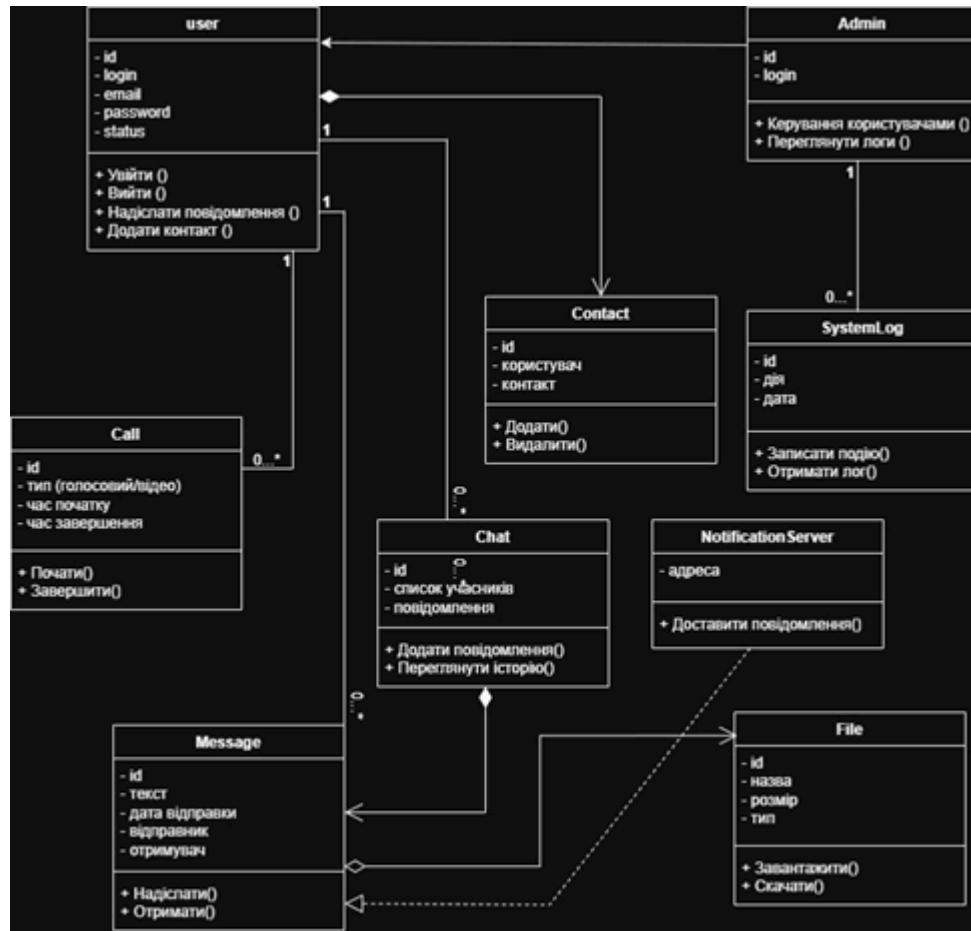 user
- id
- login
- email
- password
- status
+ Увійти ()
+ Вийти ()
+ Надіслати повідомлення ()
+ Додати контакт ()
Admin
- id
- login
+ Керування користувачами ()
+ Переглянути логи ()
1
1
1
1
0...*
Contact
- id
- користувач
- контакт
+ Додати()
+ Видалити()
SystemLog
- id
- дія
- дата
+ Записати подію()
+ Отримати лог()
Call
- id
- тип (голосовий/відео)
- час початку
- час завершення
+ Почати()
+ Завершити()
0...*
0...*
Chat
- id
- список учасників
- повідомлення
+ Додати повідомлення()
+ Переглянути історію()
0...*
NotificationServer
- адреса
+ Доставити повідомлення()
0...*
Message
- id
- текст
- дата відправки
- відправник
- отримувач
+ Надіслати()
+ Отримати()
File
- id
- назва
- розмір
- тип
+ Завантажити()
+ Скачати()